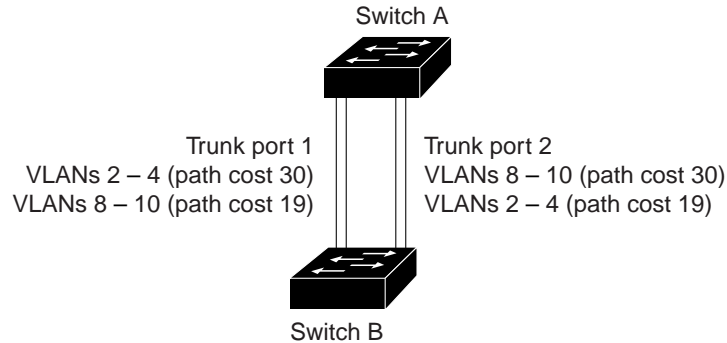 Switch A
Trunk port 1
VLANs 2 – 4 (path cost 30)
VLANs 8 – 10 (path cost 19)
Trunk port 2
VLANs 8 – 10 (path cost 30)
VLANs 2 – 4 (path cost 19)
Switch B